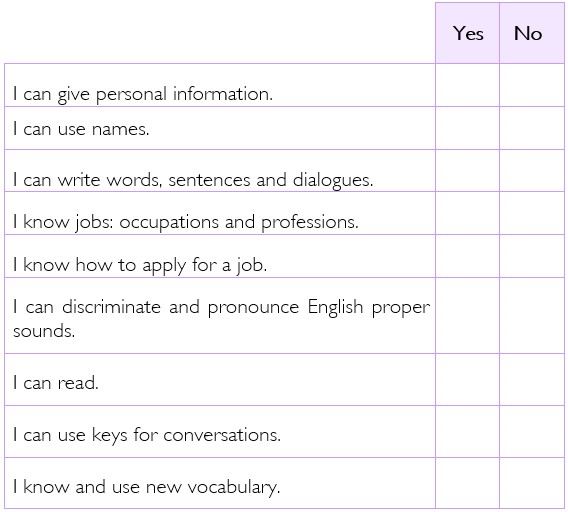 Yes No
I can give personal information.
I can use names.
I can write words, sentences and dialogues.
I know jobs: occupations and professions.
I know how to apply for a job.
I can discriminate and pronounce English proper
sounds.
I can read.
I can use keys for conversations.
I know and use new vocabulary.